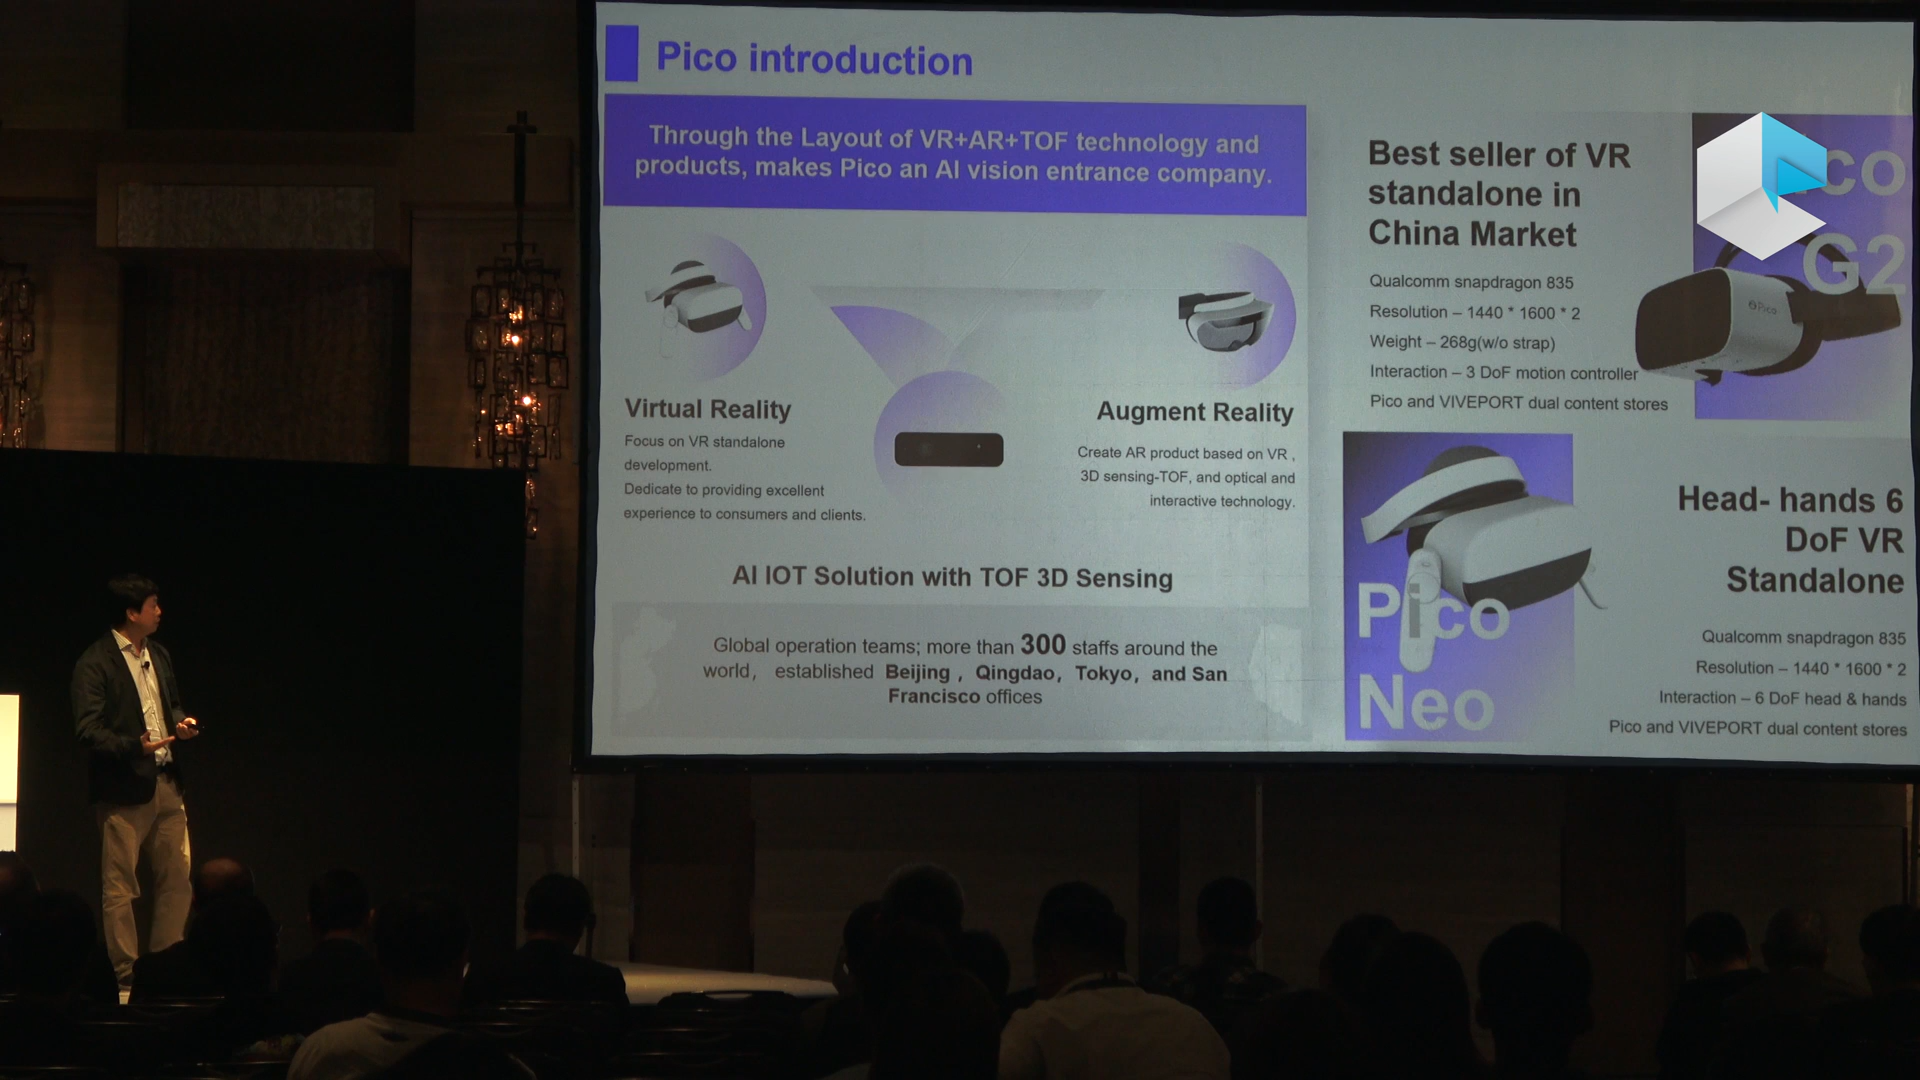 Pico introduction
Through the Layout of VR+AR+TOF technology and
products, makes Pico an AI vision entrance company.
Virtual Reality
Focus on VR standalone
development.
Dedicate to providing excellent
experience to consumers and clients.
Augment Reality
Create AR product based on VR ,
3D sensing-TOF, and optical and
interactive technology.
AI IOT Solution with TOF 3D Sensing
Global operation teams; more than 300 staffs around the
world, established Beijing , Qingdao, Tokyo, and San
Francisco offices
Best seller of VR
standalone in
China Market
Qualcomm snapdragon 835
Resolution – 1440 * 1600 * 2
Weight – 268g(w/o strap)
Interaction – 3 DoF motion controller
Pico and VIVEPORT dual content stores
co
G2
Pico
Pico
Neo
Head- hands 6
DoF VR
Standalone
Qualcomm snapdragon 835
Resolution – 1440 * 1600 * 2
Interaction – 6 DoF head & hands
Pico and VIVEPORT dual content stores